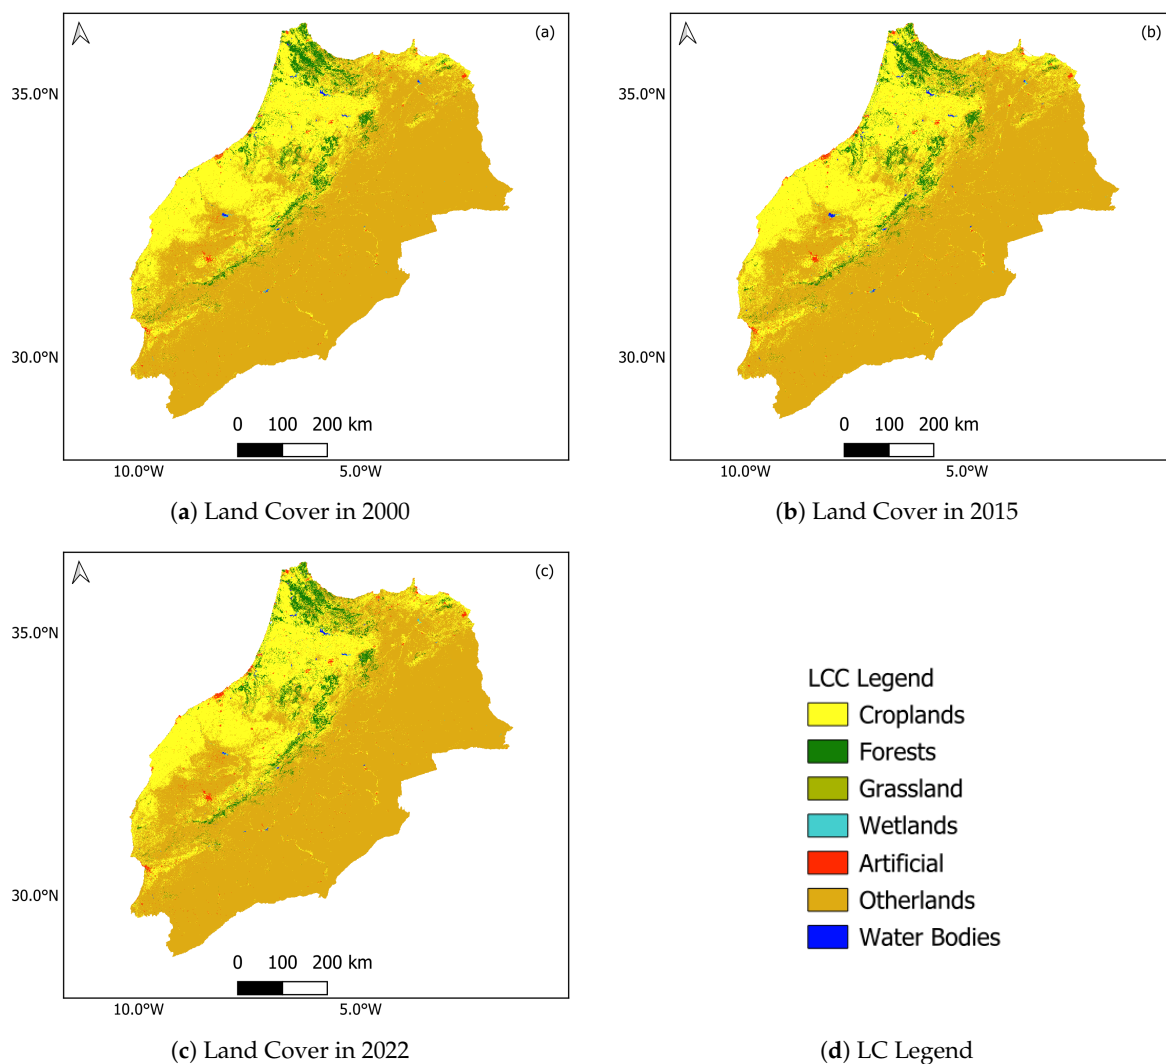 (a)
35.0°N
30.0°N
0 100 200 km
10.0°W 5.0°W
(a) Land Cover in 2000
(b)
35.0°N
30.0°N
0 100 200 km
10.0°W 5.0°W
(b) Land Cover in 2015
(c)
35.0°N
30.0°N
0 100 200 km
10.0°W 5.0°W
(c) Land Cover in 2022
LCC Legend
Croplands
Forests
Grassland
Wetlands
Artificial
Otherlands
Water Bodies
(d) LC Legend